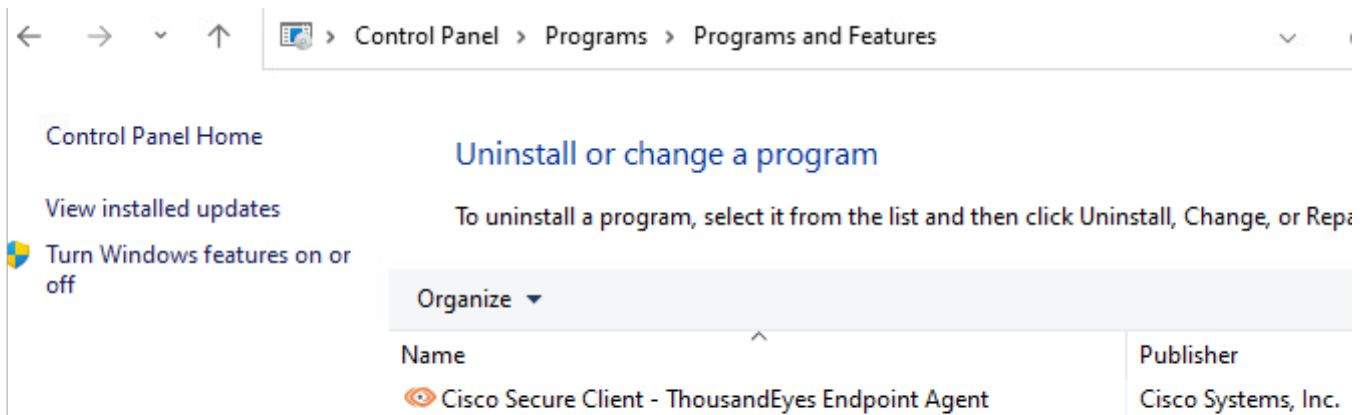 Control Panel > Programs > Programs and Features
Control Panel Home
View installed updates
Turn Windows features on or
off
Uninstall or change a program
To uninstall a program, select it from the list and then click Uninstall, Change, or
Organize
Name Publisher
Cisco Secure Client - ThousandEyes Endpoint Agent Cisco Systems, Inc.